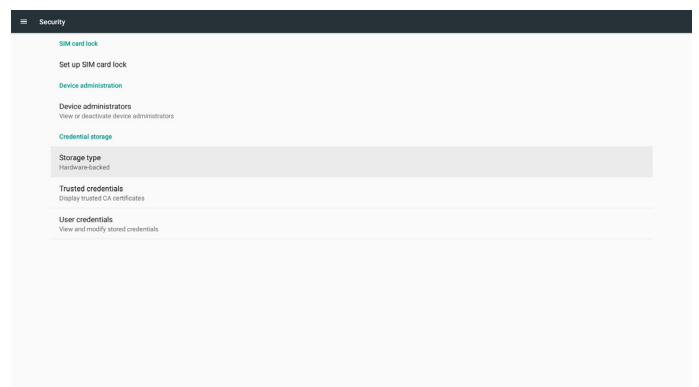 Security
SIM card lock
Set up SIM card lock
Device administration
Device administrators
View or deactivate device administrators
Credential storage
Storage type
Hardware-backed
Trusted credentials
Display trusted CA certificates
User credentials
View and modify stored credentials